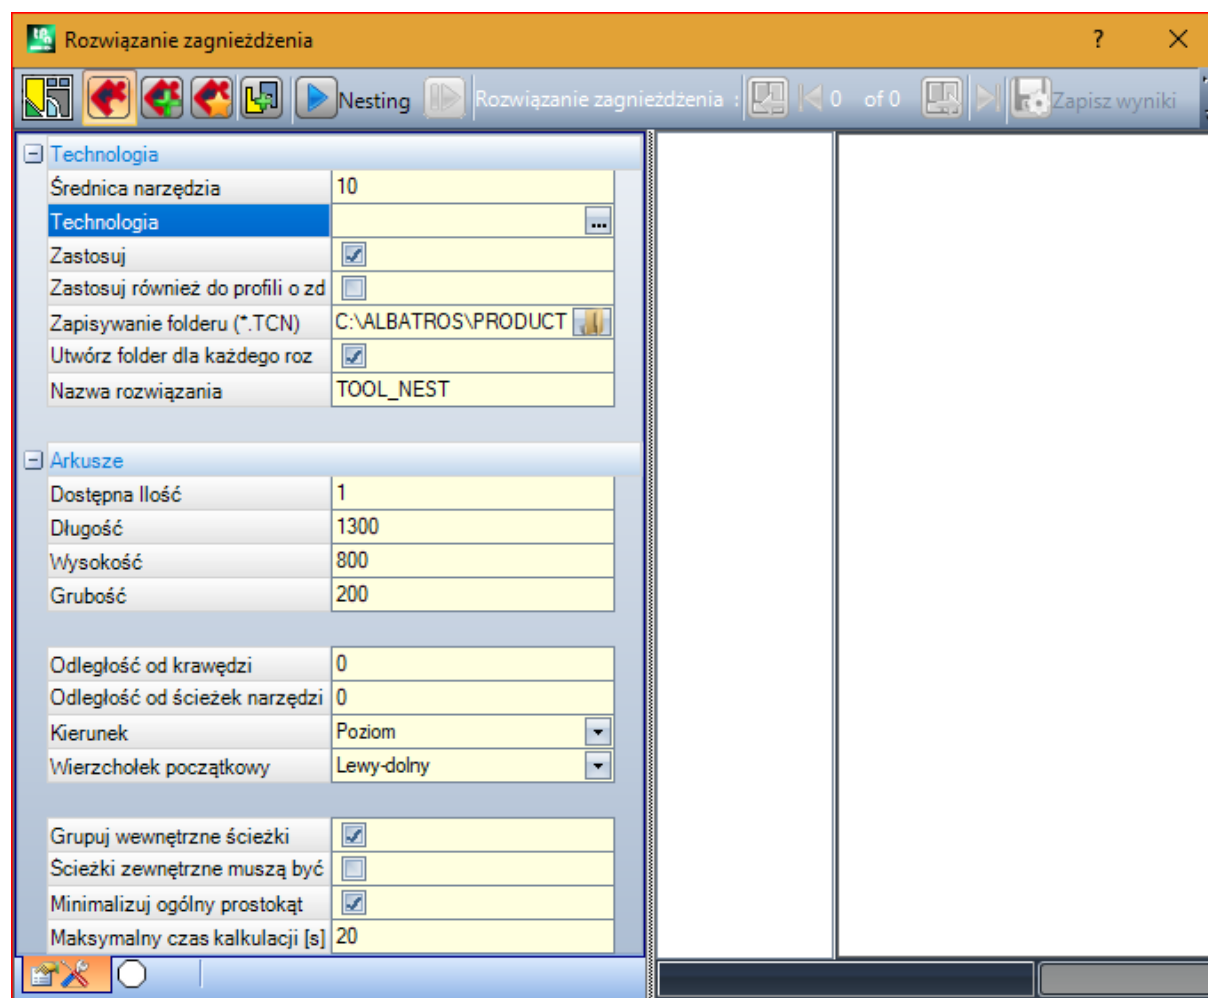 Rozwiązanie zagnieżdżenia ?
Nesting Rozwiązanie zagnieżdżenia : 0 of 0 Zapisz wyniki
Technologia
Średnica narzędzia 10
Technologia ...
Zastosuj
Zastosuj również do profili o zd
Zapisywanie folderu (*.TCN) C:\ALBATROS\PRODUCT
Utwórz folder dla każdego roz
Nazwa rozwiązania TOOL_NEST
Arkusze
Dostępna Ilość 1
Długość 1300
Wysokość 800
Grubość 200
Odległość od krawędzi 0
Odległość od ścieżek narzędzi 0
Kierunek Poziom
Wierzchołek początkowy Lewy-dolny
Grupuj wewnętrzne ścieżki
Ścieżki zewnętrzne muszą być
Minimalizuj ogólny prostokąt
Maksymalny czas kalkulacji [s] 20